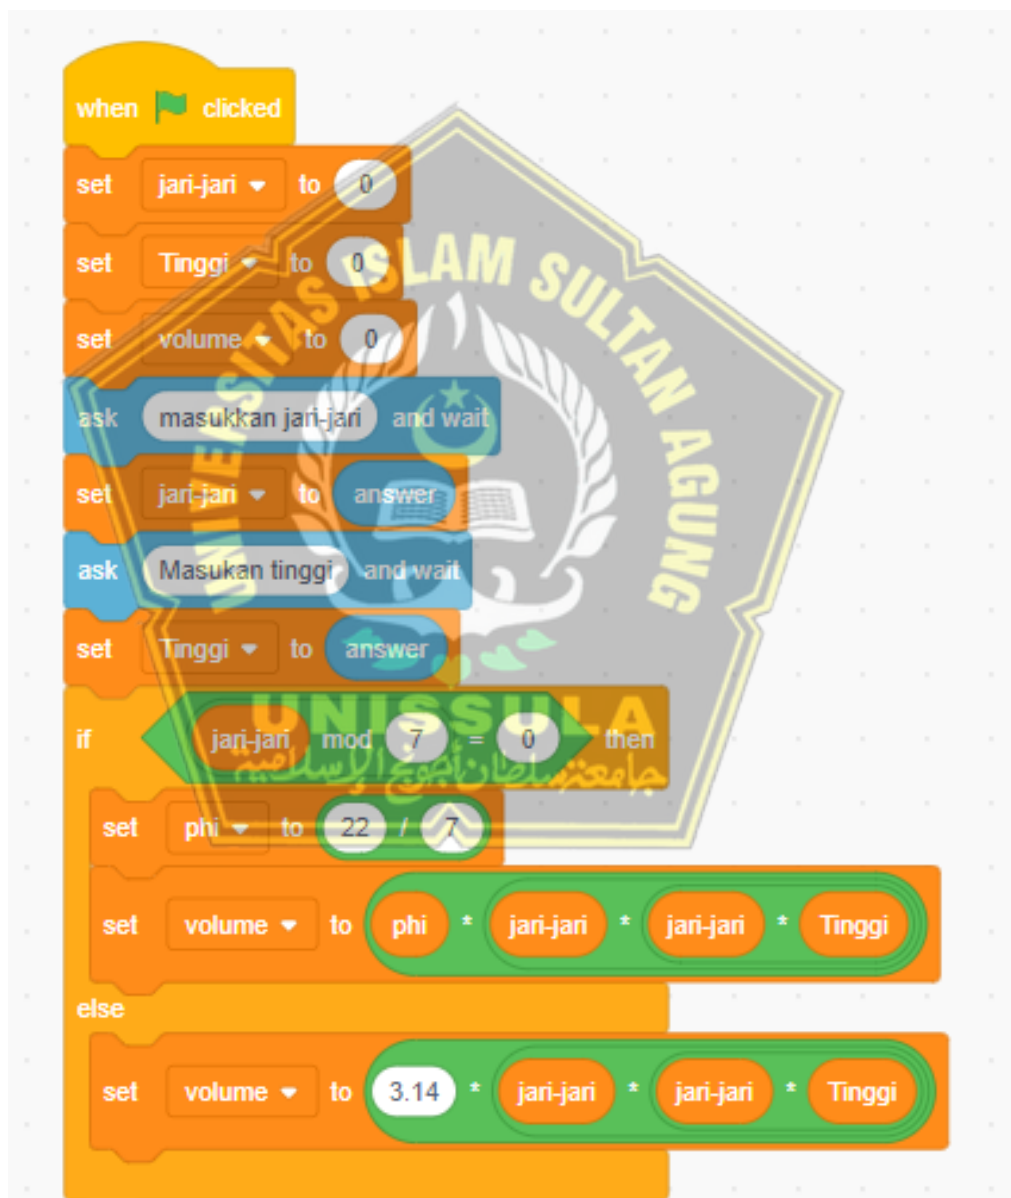 when clicked
set jari-jari to 0
set Tinggi to 0
set volume to 0
ask masukkan jari-jari and wait
set jari-jari to answer
ask Masukan tinggi and wait
set Tinggi to answer
if jari-jari mod 7 = 0 then
set phi to 22 / 7
set volume to phi * jari-jari * jari-jari * Tinggi
else
set volume to 3.14 * jari-jari * jari-jari * Tinggi
UNIVERSITAS ISLAM SULTAN AGUNG
UNISSULA
جامعتنسلطان أجونج الإسلامية